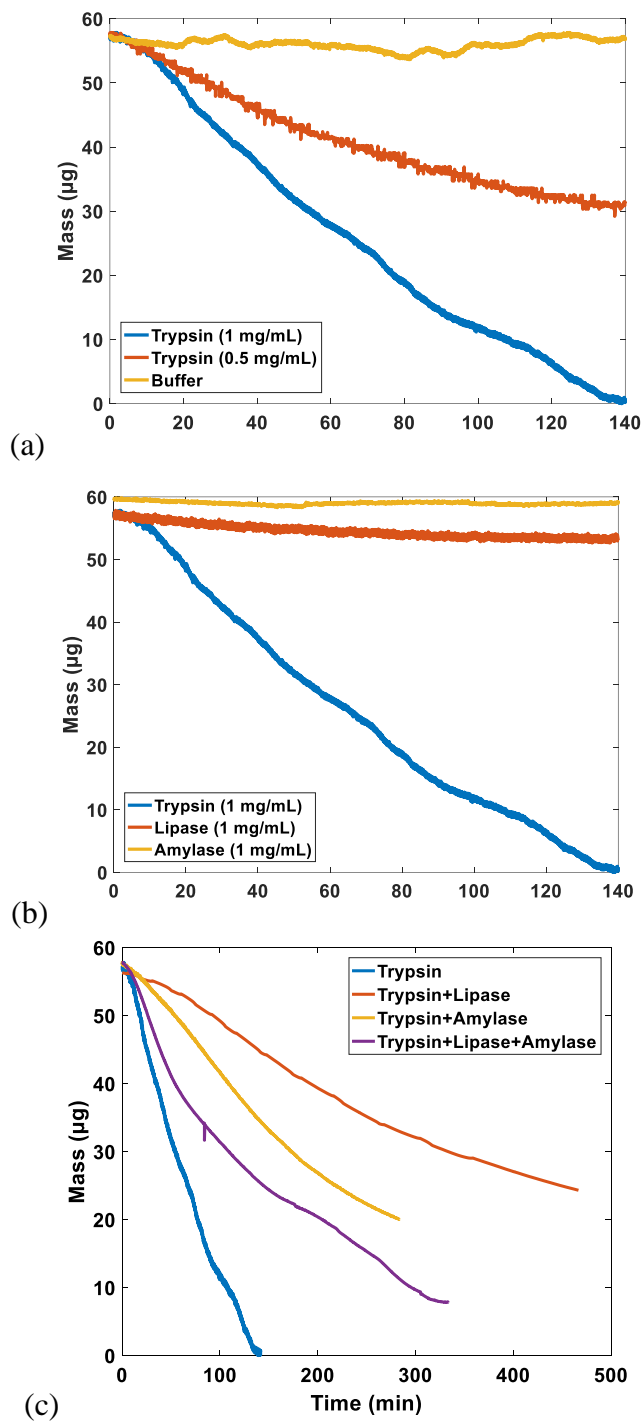 60
50
40
30
20
10
0
Mass (µg)
Trypsin (1 mg/mL)
Trypsin (0.5 mg/mL)
Buffer
0 20 40 60 80 100 120 140
(a)
60
50
40
30
20
10
0
Mass (µg)
Trypsin (1 mg/mL)
Lipase (1 mg/mL)
Amylase (1 mg/mL)
0 20 40 60 80 100 120 140
(b)
60
50
40
30
20
10
0
Mass (µg)
Trypsin
Trypsin+Lipase
Trypsin+Amylase
Trypsin+Lipase+Amylase
0 100 200 300 400 500
Time (min)
(c)